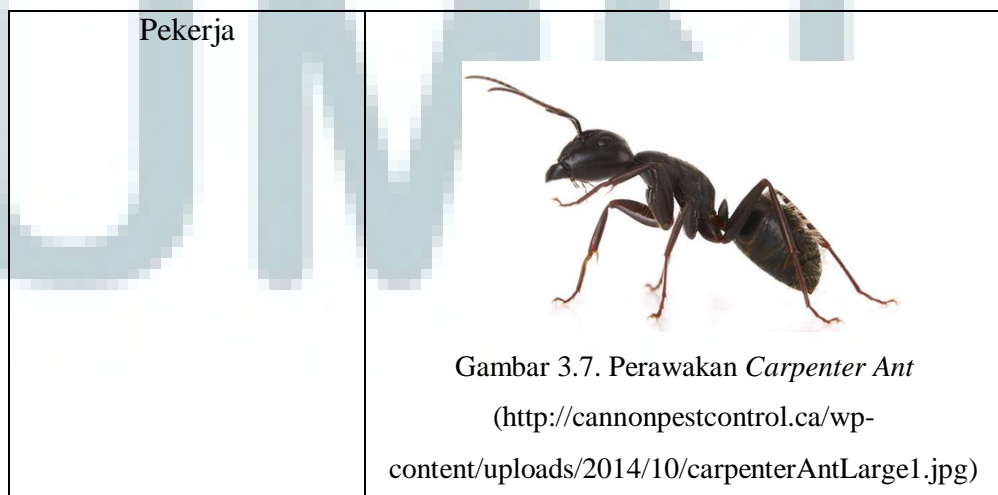 Pekerja
Gambar 3.7. Perawakan Carpenter Ant
(http://cannonpestcontrol.ca/wp-
content/uploads/2014/10/carpenterAntLarge1.jpg)